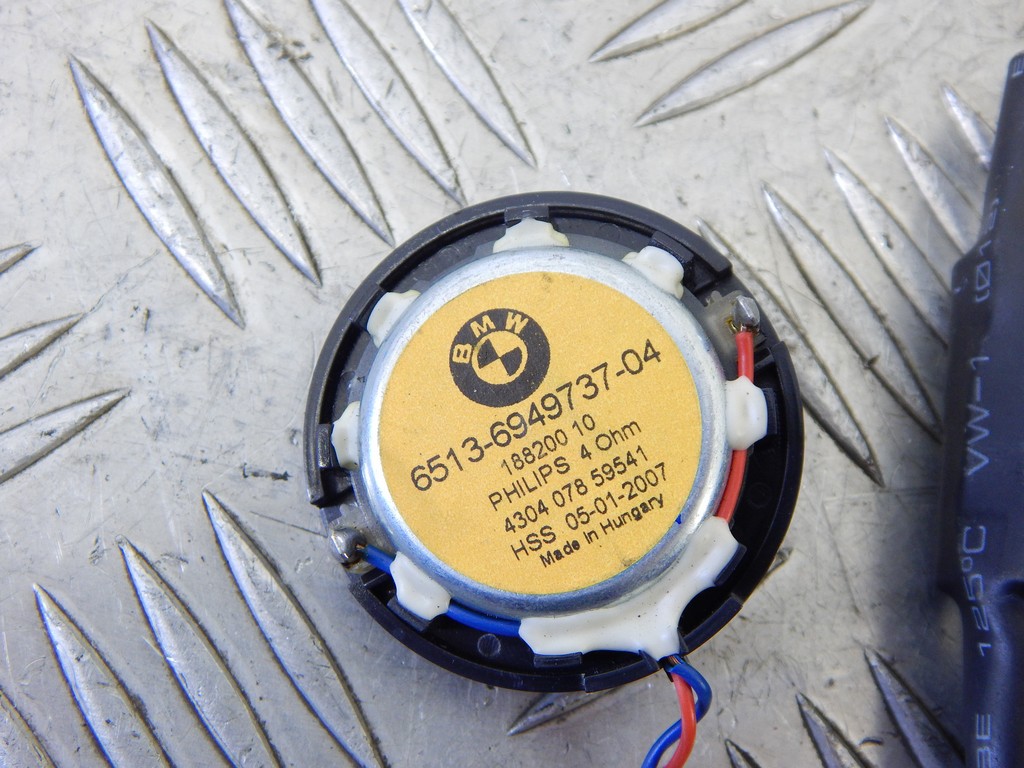 BMW
6513-6949737-04
188200 10
PHILIPS 4 Ohm
4304 078 59541
HSS 05-01-2007
Made in Hungary
125°C VW-1